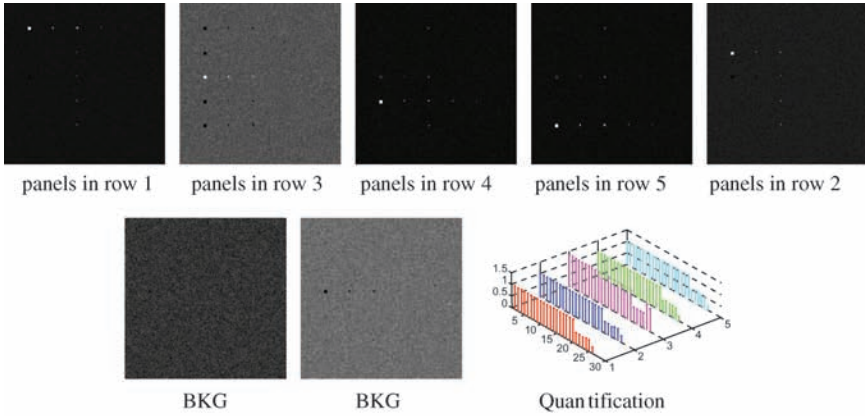 panels in row 1
panels in row 3
panels in row 4
panels in row 5
panels in row 2
1.5
1
0.5
0
5
10
15
20
25
30
1
2
3
4
5
BKG
BKG
Quantification